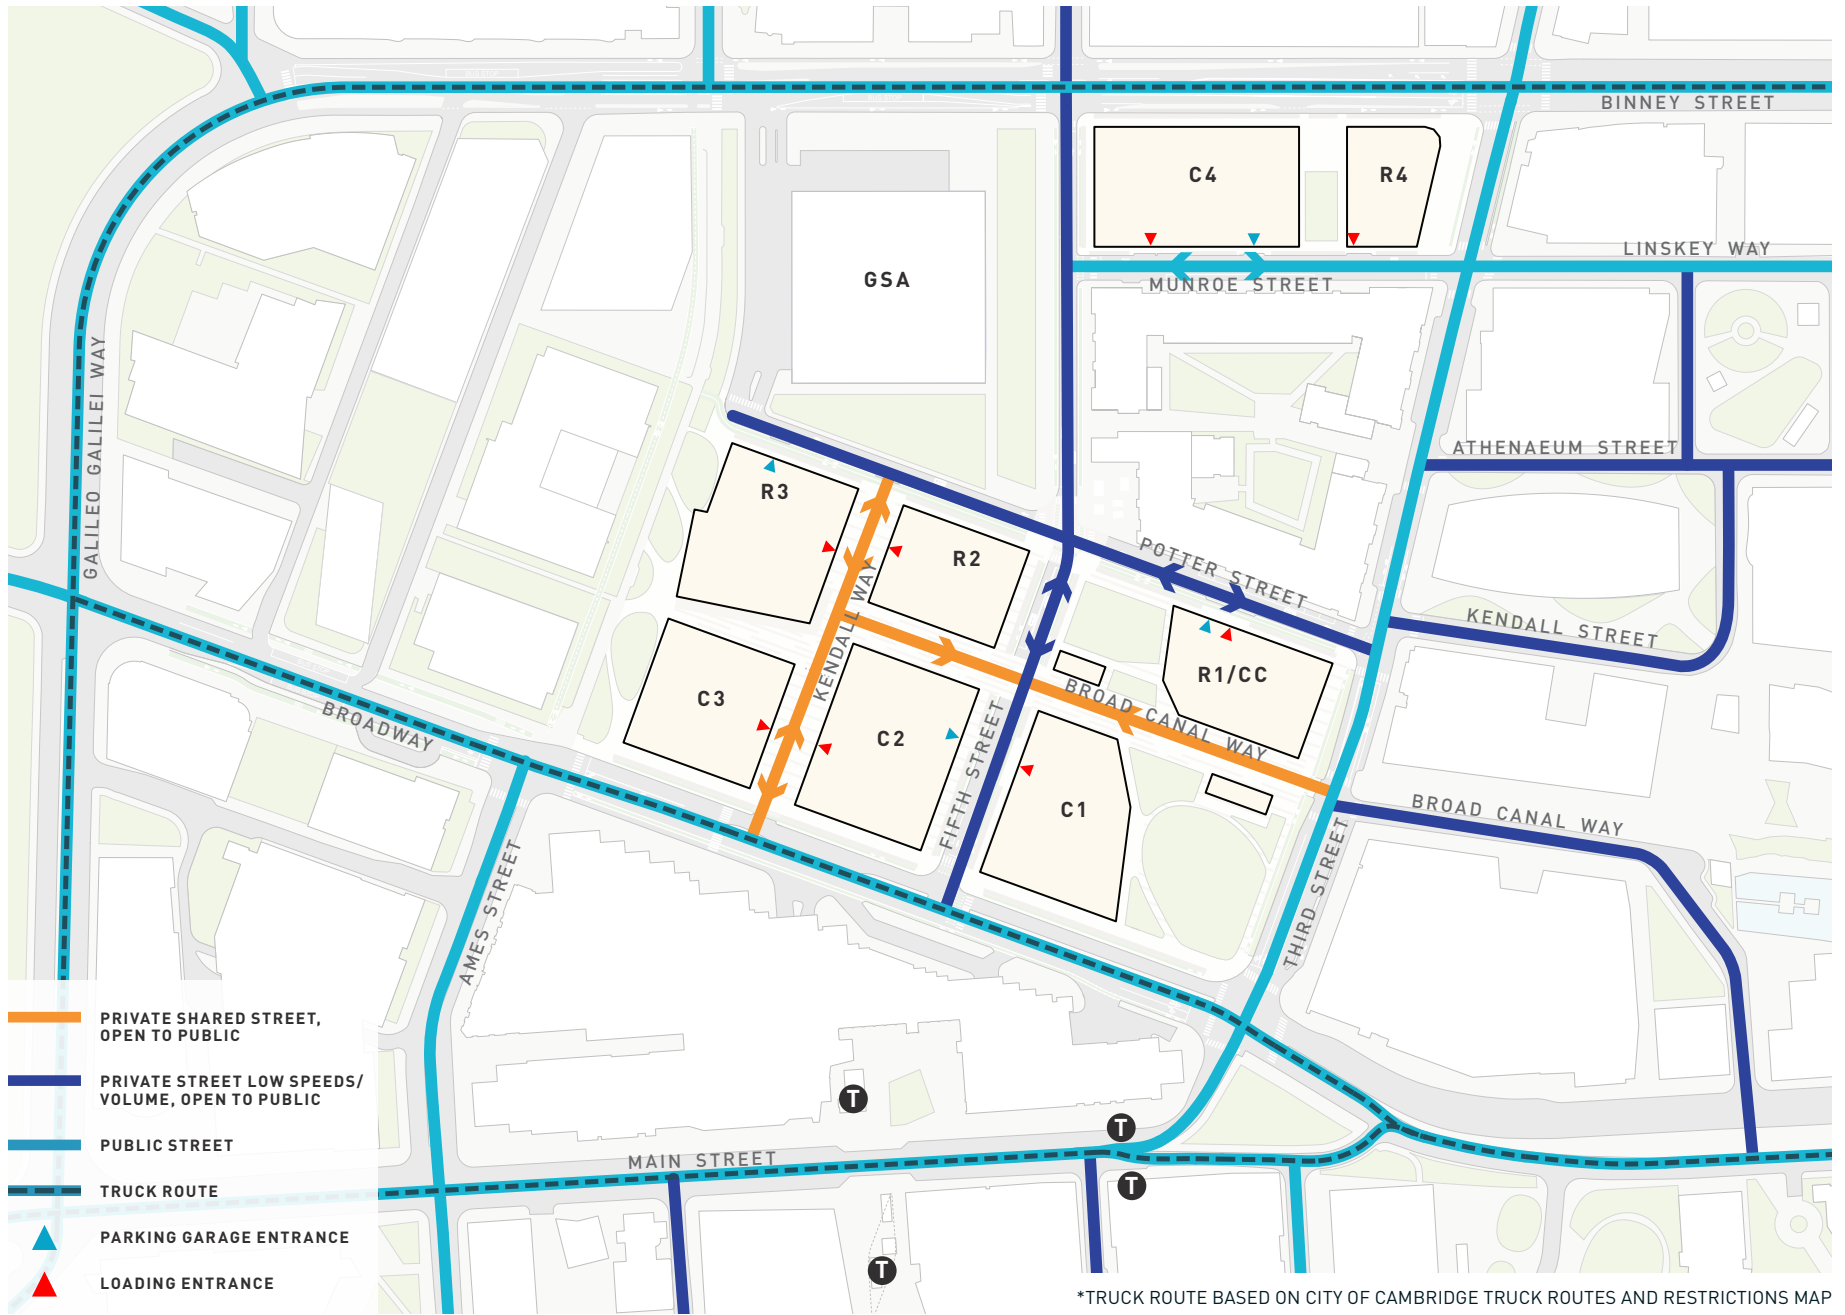 BINNEY STREET
C4
R4
LINSKEY WAY
MUNROE STREET
GSA
GALILEO GALILEI WAY
ATHENAEUM STREET
R3
R2
POTTER STREET
KENDALL STREET
KENDALL WAY
R1/CC
C3
BROAD CANAL WAY
BROADWAY
C2
FIFTH STREET
C1
BROAD CANAL WAY
AMES STREET
THIRD STREET
T
T
T
T
MAIN STREET
PRIVATE SHARED STREET,
OPEN TO PUBLIC
PRIVATE STREET LOW SPEEDS/
VOLUME, OPEN TO PUBLIC
PUBLIC STREET
TRUCK ROUTE
PARKING GARAGE ENTRANCE
LOADING ENTRANCE
*TRUCK ROUTE BASED ON CITY OF CAMBRIDGE TRUCK ROUTES AND RESTRICTIONS MAP